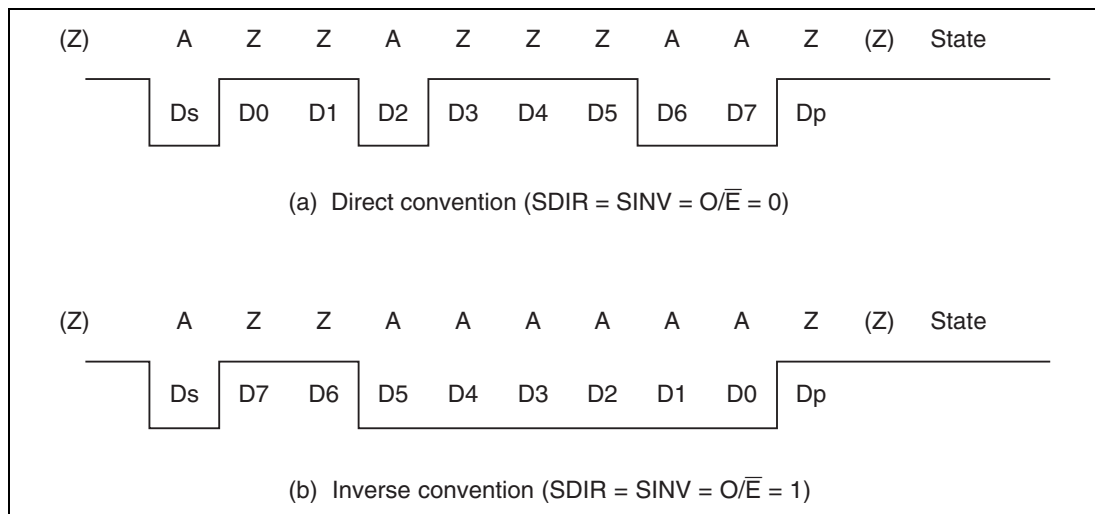 (Z) A Z Z A Z Z Z A A Z (Z) State
Ds D0 D1 D2 D3 D4 D5 D6 D7 Dp
(a) Direct convention (SDIR = SINV = O/E̅ = 0)
(Z) A Z Z A A A A A A Z (Z) State
Ds D7 D6 D5 D4 D3 D2 D1 D0 Dp
(b) Inverse convention (SDIR = SINV = O/E̅ = 1)